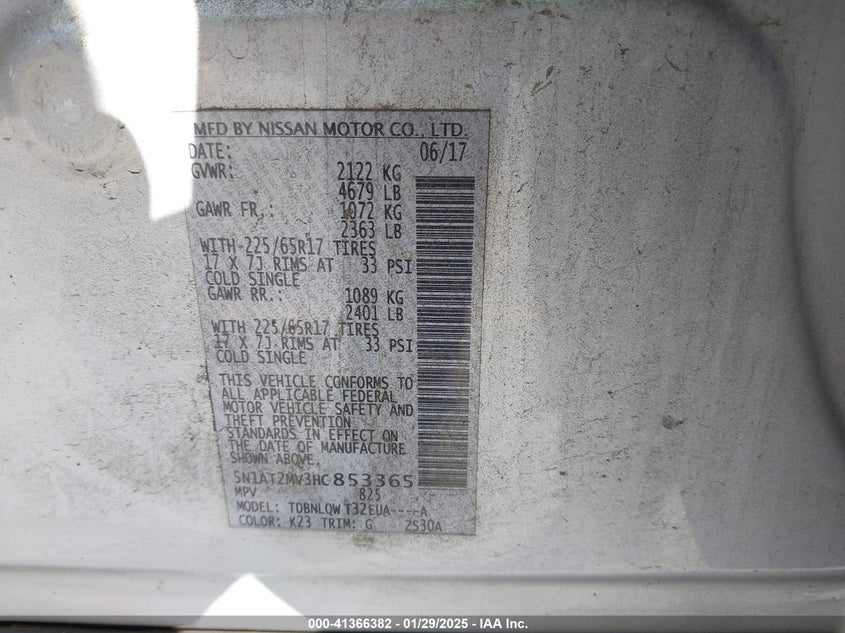 MFD BY NISSAN MOTOR CO., LTD.
DATE: 06/17
GVWR: 2122 KG
4679 LB
GAWR FR.: 1072 KG
2363 LB
WITH 225/65R17 TIRES
17 X 7J RIMS AT 33 PSI
COLD SINGLE
GAWR RR.: 1089 KG
2401 LB
WITH 225/65R17 TIRES
17 X 7J RIMS AT 33 PSI
COLD SINGLE
THIS VEHICLE CONFORMS TO
ALL APPLICABLE FEDERAL
MOTOR VEHICLE SAFETY AND
THEFT PREVENTION
STANDARDS IN EFFECT ON
THE DATE OF MANUFACTURE
SHOWN ABOVE.
5N1AT2MV3HC853365
MPV 825
MODEL: TDBNLQW T32EUA----A
COLOR: K23 TRIM: G 2S30A
000-41366382 - 01/29/2025 - IAA Inc.